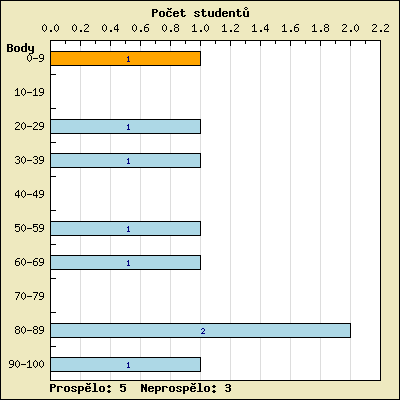 Počet studentů
0.0 0.2 0.4 0.6 0.8 1.0 1.2 1.4 1.6 1.8 2.0 2.2
Body
0-9 1
10-19
20-29 1
30-39 1
40-49
50-59 1
60-69 1
70-79
80-89 2
90-100 1
Prospělo: 5 Neprospělo: 3